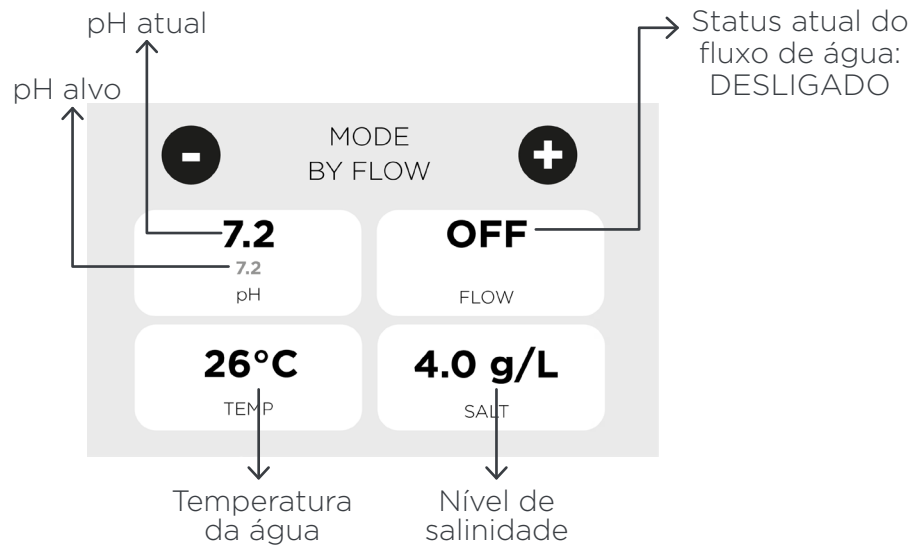 pH atual
Status atual do
fluxo de água:
DESLIGADO
pH alvo
-
MODE
BY FLOW
+
7.2
7.2
pH
OFF
FLOW
26°C
TEMP
4.0 g/L
SALT
Temperatura
da água
Nível de
salinidade